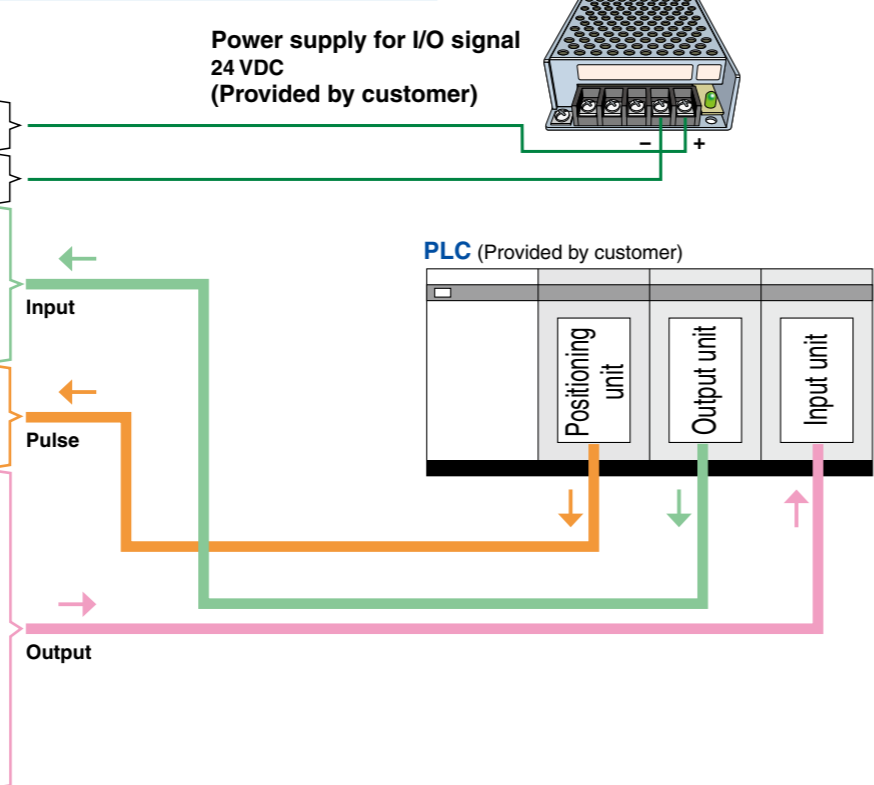 Power supply for I/O signal
24 VDC
(Provided by customer)
– +
PLC (Provided by customer)
Input
Positioning
unit
Output unit
Input unit
Pulse
Output